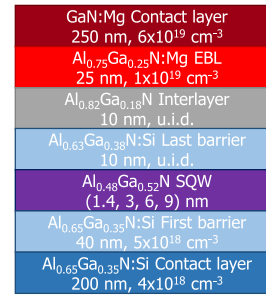 GaN:Mg Contact layer
250 nm, 6x10¹⁹ cm⁻³
Al₀.₇₅Ga₀.₂₅N:Mg EBL
25 nm, 1x10¹⁹ cm⁻³
Al₀.₈₂Ga₀.₁₈N Interlayer
10 nm, u.i.d.
Al₀.₆₃Ga₀.₃₈N:Si Last barrier
10 nm, u.i.d.
Al₀.₄₈Ga₀.₅₂N SQW
(1.4, 3, 6, 9) nm
Al₀.₆₅Ga₀.₃₅N:Si First barrier
40 nm, 5x10¹⁸ cm⁻³
Al₀.₆₅Ga₀.₃₅N:Si Contact layer
200 nm, 4x10¹⁸ cm⁻³